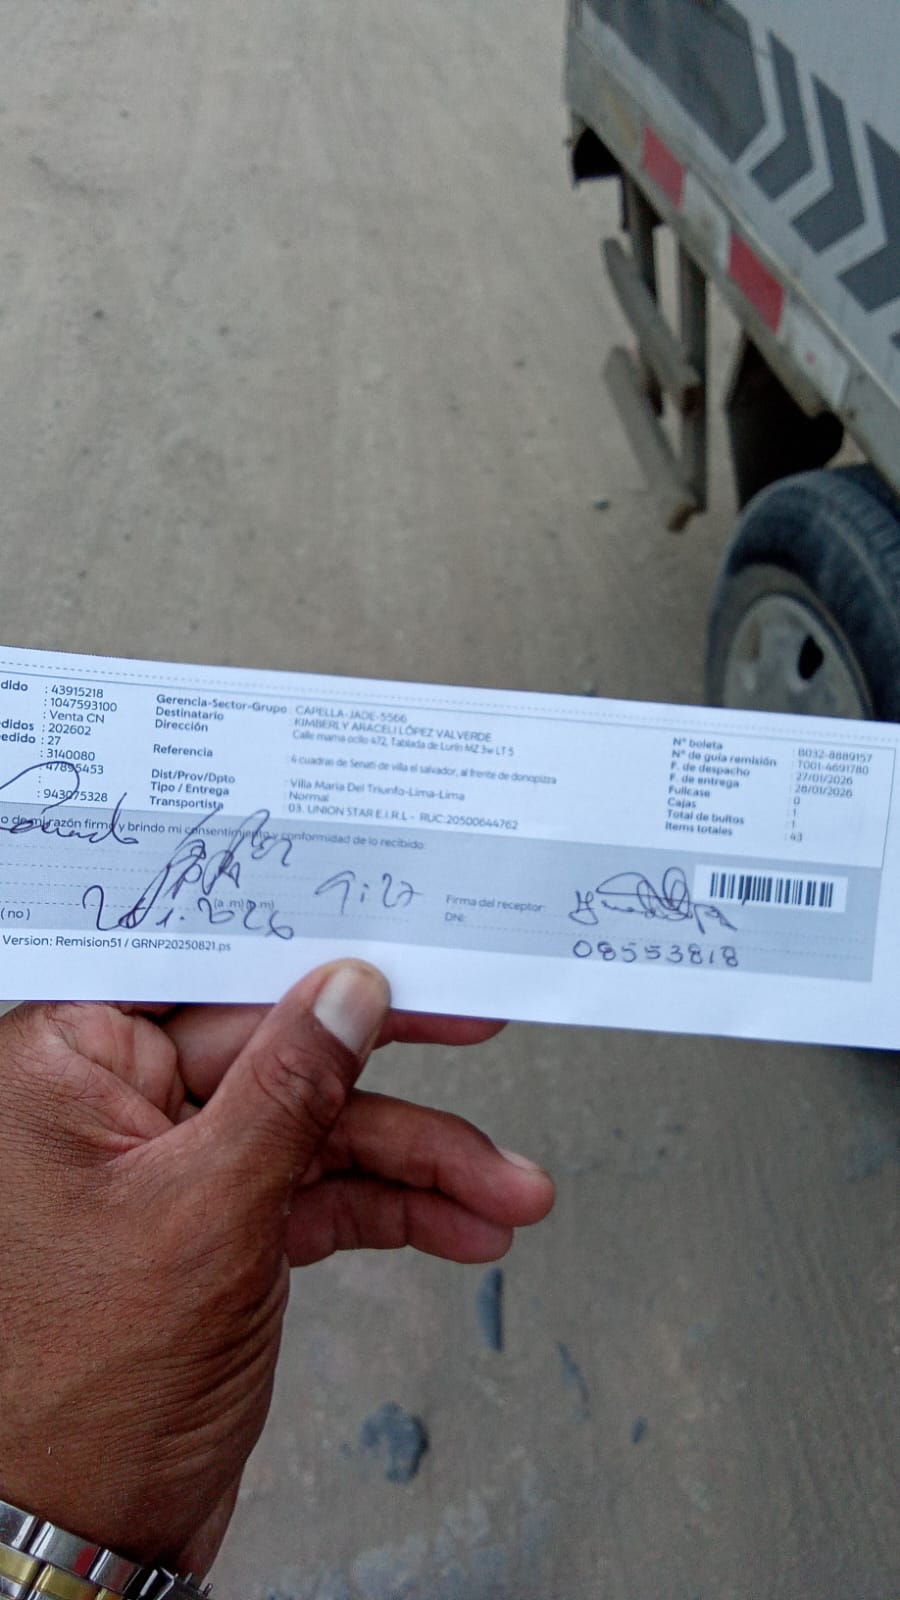 dido : 43915218
: 1047593100
: Venta CN
didos : 202602
edido : 27
: 3140080
: 47895453
:
: 943075328
Gerencia-Sector-Grupo : CAPELLA-JADE-5566
Destinatario : KIMBERLY ARACELI LÓPEZ VALVERDE
Dirección : Calle mama ocllo 472, Tablada de Lurín MZ 3w LT 5
Referencia : 4 cuadras de Senati de villa el salvador, al frente de donopizza
Dist/Prov/Dpto : Villa Maria Del Triunfo-Lima-Lima
Tipo / Entrega : Normal
Transportista : 03. UNION STAR E.I.R.L - RUC:20500644762
N° boleta : B032-8889157
N° de guía remisión : T001-4691780
F. de despacho : 27/01/2026
F. de entrega : 28/01/2026
Fullcase : 0
Cajas : 1
Total de bultos : 1
Items totales : 43
o de mi razón firmo y brindo mi consentimiento y conformidad de lo recibido:
(a.m) (p.m)
Firma del receptor:
DNI: 08553818
(no)
Version: Remision51 / GRNP20250821.ps